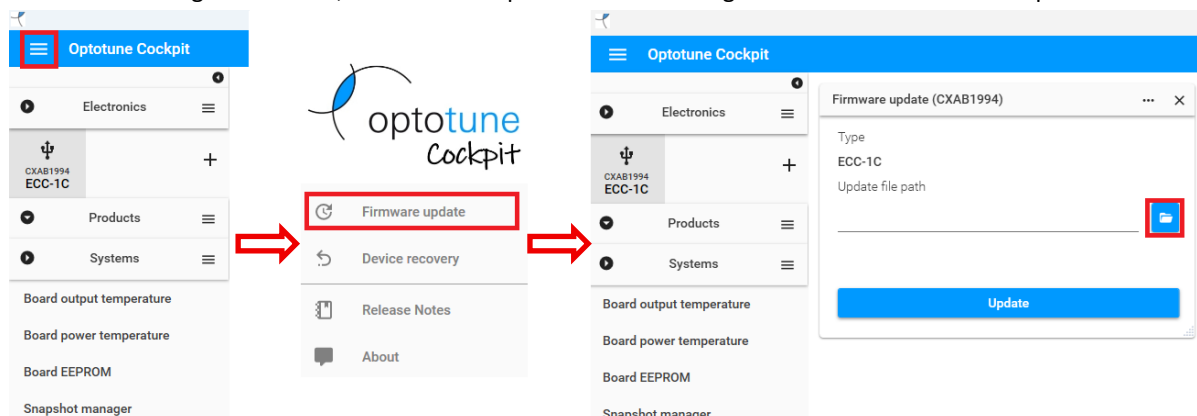 Optotune Cockpit
Electronics
CXAB1994
ECC-1C
Products
Systems
Board output temperature
Board power temperature
Board EEPROM
Snapshot manager
optotune
Cockpit
Firmware update
Device recovery
Release Notes
About
Optotune Cockpit
Electronics
CXAB1994
ECC-1C
Products
Systems
Board output temperature
Board power temperature
Board EEPROM
Snapshot manager
Firmware update (CXAB1994)
Type
ECC-1C
Update file path
Update